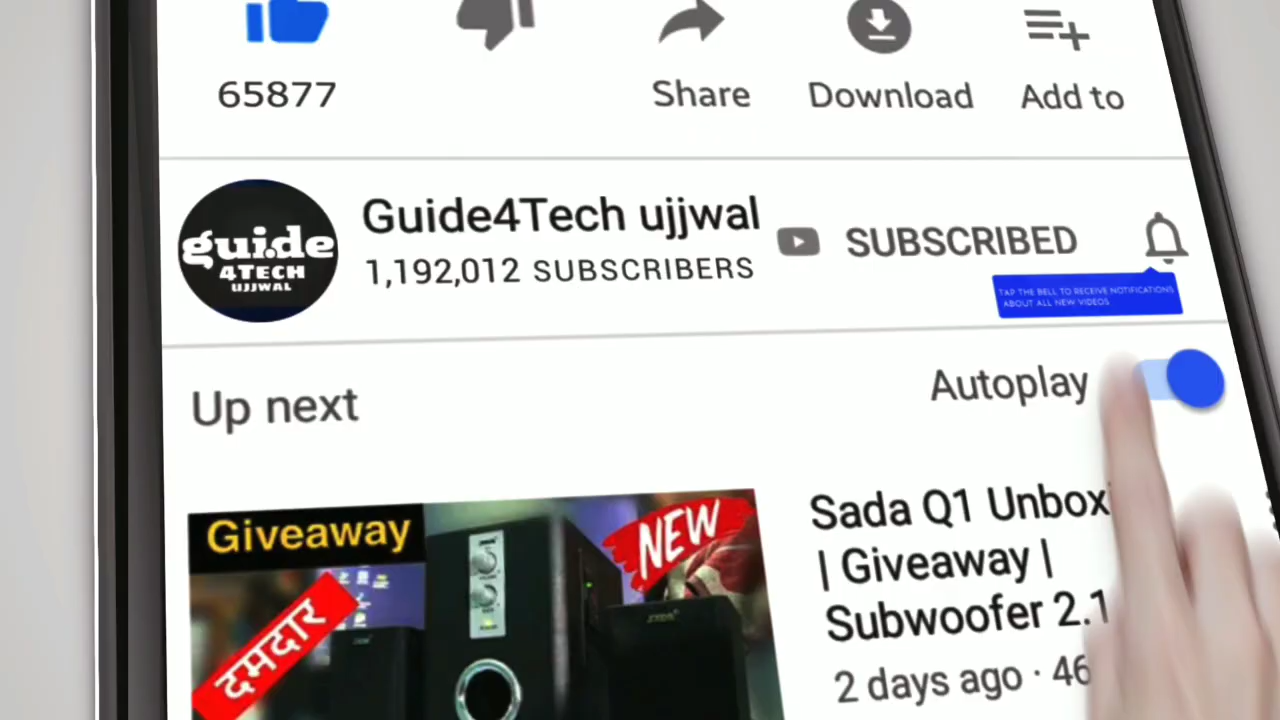 65877
Share
Download
Add to
guide
4TECH
UJJWAL
Guide4Tech ujjwal
1,192,012 SUBSCRIBERS
SUBSCRIBED
TAP THE BELL TO RECEIVE NOTIFICATIONS
ABOUT ALL NEW VIDEOS
Up next
Autoplay
Giveaway
NEW
दमदार
Sada Q1 Unboxi
| Giveaway |
Subwoofer 2.1
2 days ago · 46